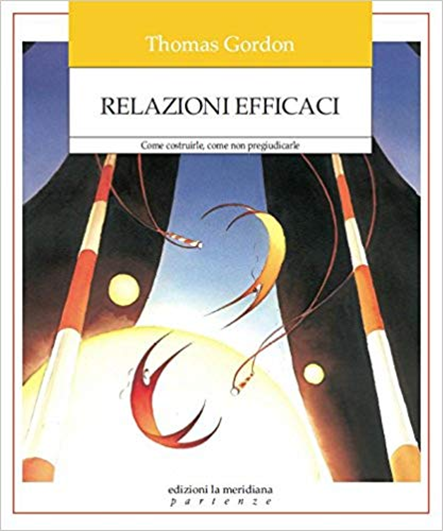 Thomas Gordon
RELAZIONI EFFICACI
Come costruirle, come non pregiudicarle
edizioni la meridiana
partenze